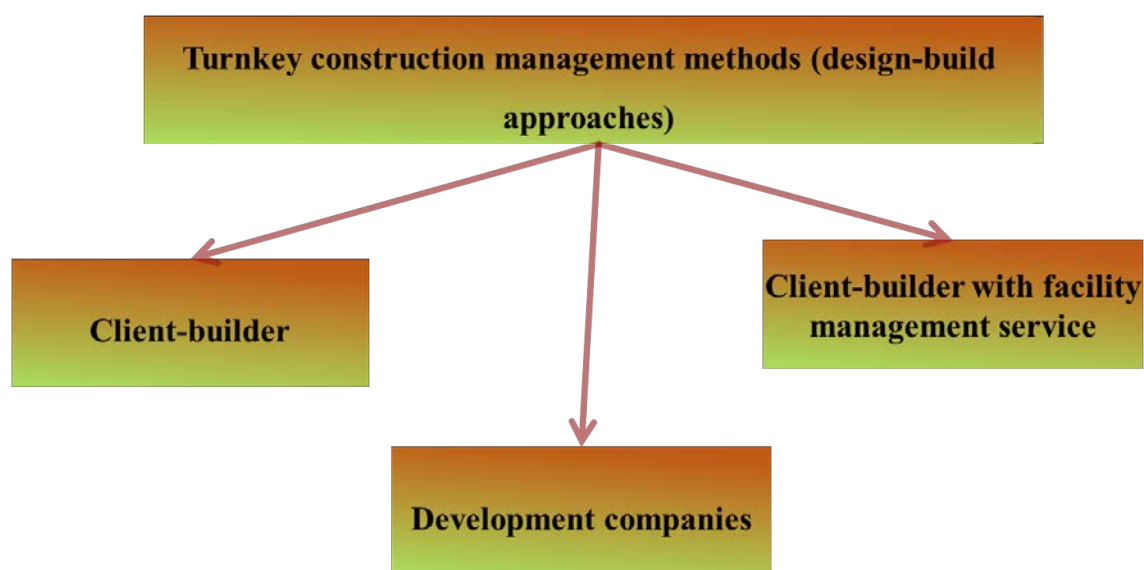 Turnkey construction management methods (design-build
approaches)
Client-builder
Client-builder with facility
management service
Development companies